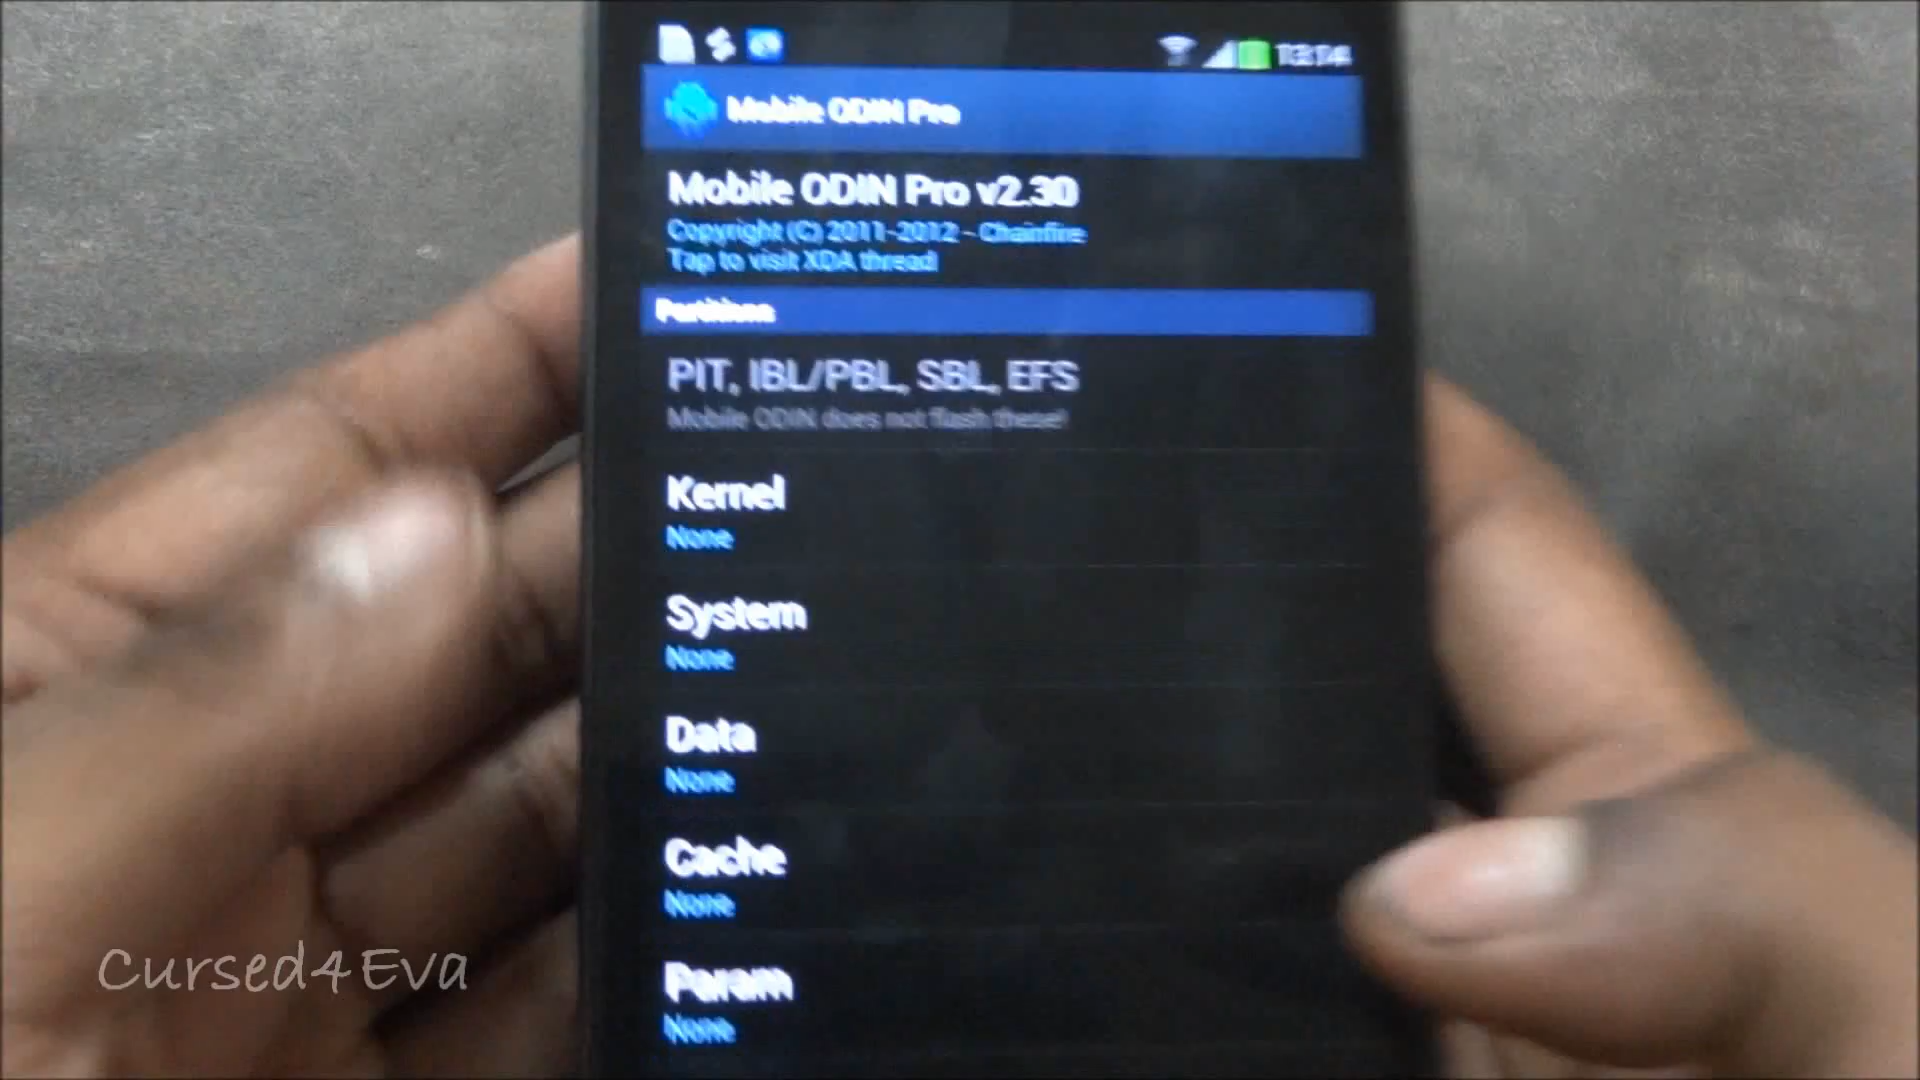 13:14
Mobile ODIN Pro
Mobile ODIN Pro v2.30
Copyright (C) 2011-2012 - Chainfire
Tap to visit XDA thread
Partitions
PIT, IBL/PBL, SBL, EFS
Mobile ODIN does not flash these!
Kernel
None
System
None
Data
None
Cache
None
Param
None
Cursed4Eva